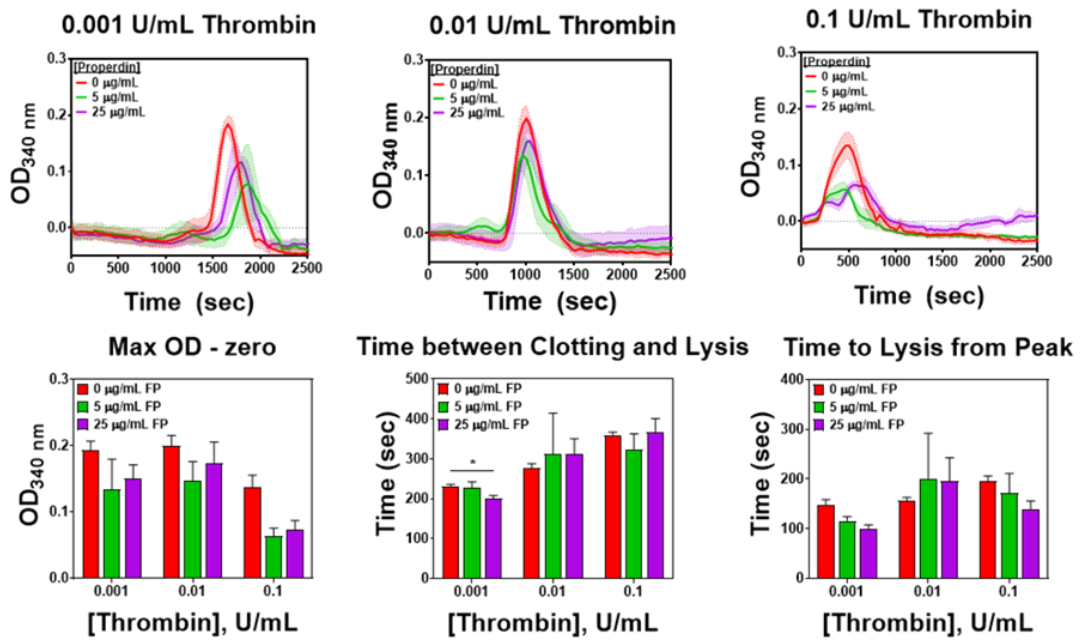 0.001 U/mL Thrombin
0.3
0.2
0.1
0.0
OD340 nm
[Properdin]
0 μg/mL
5 μg/mL
25 μg/mL
0 500 1000 1500 2000 2500
Time (sec)
0.01 U/mL Thrombin
0.3
0.2
0.1
0.0
OD340 nm
[Properdin]
0 μg/mL
5 μg/mL
25 μg/mL
0 500 1000 1500 2000 2500
Time (sec)
0.1 U/mL Thrombin
0.3
0.2
0.1
0.0
OD340 nm
[Properdin]
0 μg/mL
5 μg/mL
25 μg/mL
0 500 1000 1500 2000 2500
Time (sec)
Max OD - zero
0.3
0.2
0.1
0.0
OD340 nm
0 μg/mL FP
5 μg/mL FP
25 μg/mL FP
0.001 0.01 0.1
[Thrombin], U/mL
Time between Clotting and Lysis
500
400
300
200
100
0
Time (sec)
0 μg/mL FP
5 μg/mL FP
25 μg/mL FP
*
0.001 0.01 0.1
[Thrombin], U/mL
Time to Lysis from Peak
400
300
200
100
0
Time (sec)
0 μg/mL FP
5 μg/mL FP
25 μg/mL FP
0.001 0.01 0.1
[Thrombin], U/mL